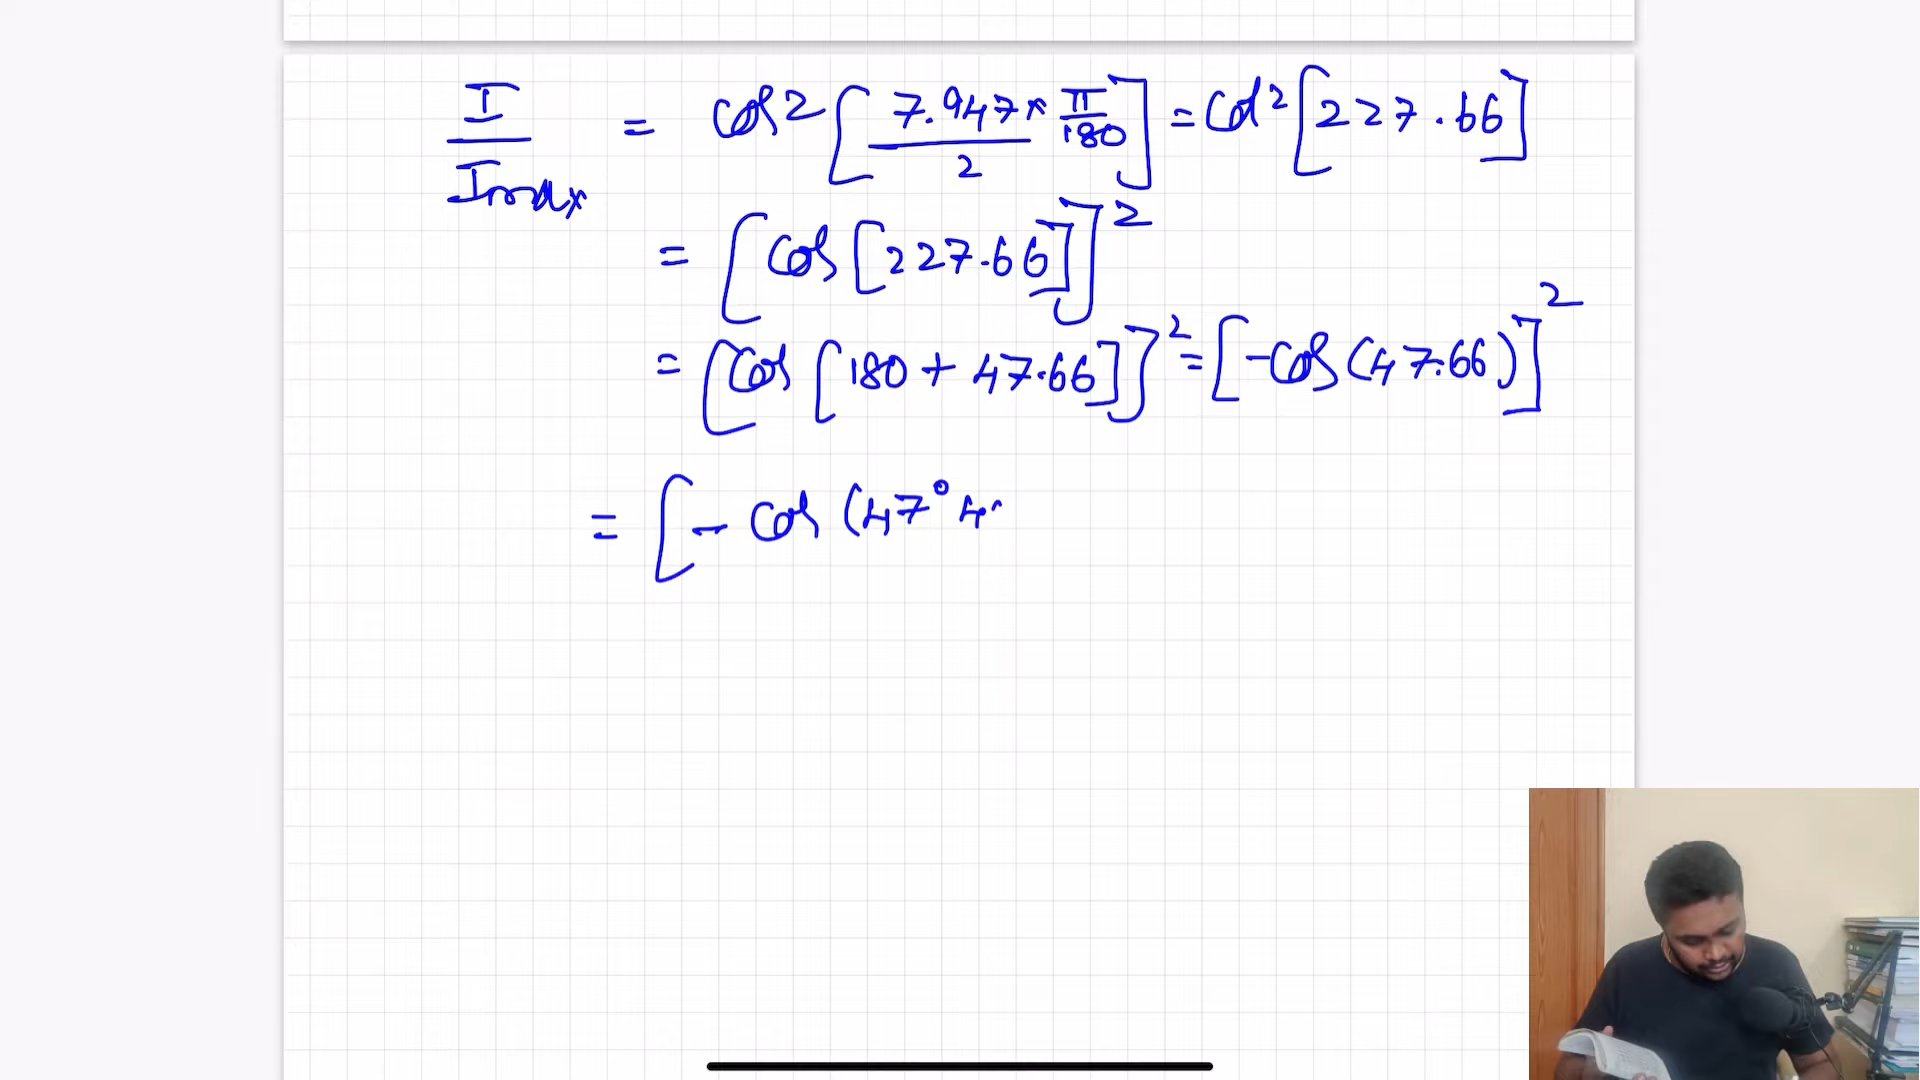 I/Imax = cos2 [7.947 × π/180 / 2] = cos² [227.66]
= [cos [227.66]]²
= [cos [180 + 47.66]]² = [-cos (47.66)]²
= [- cos (47° 4